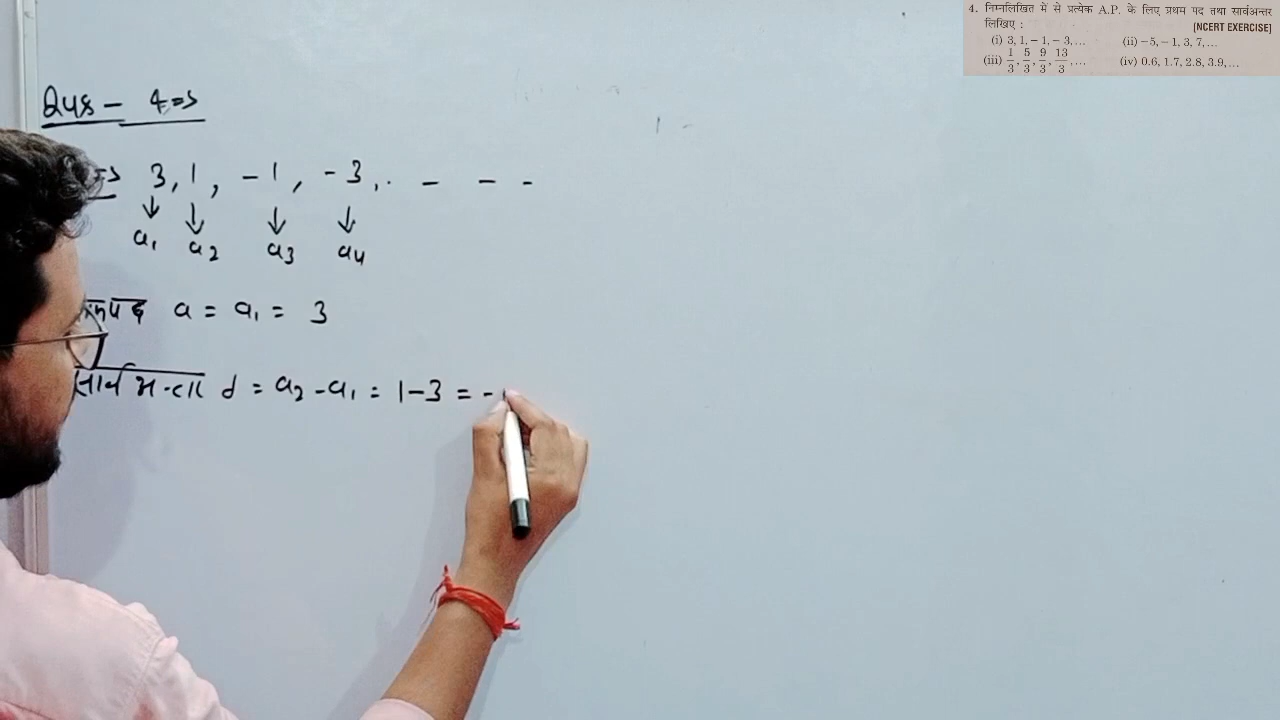 4. निम्नलिखित में से प्रत्येक A.P. के लिए प्रथम पद तथा सार्वअन्तर
लिखिए :
[NCERT EXERCISE]
(i) 3, 1, – 1, – 3, ... (ii) –5, – 1, 3, 7, ...
(iii) 1/3, 5/3, 9/3, 13/3, ... (iv) 0.6, 1.7, 2.8, 3.9, ...
Qus – 4 =>
=> 3, 1, – 1, – 3, . – – -
a1 a2 a3 a4
a = a1 = 3
d = a2 - a1 = 1 – 3 = -